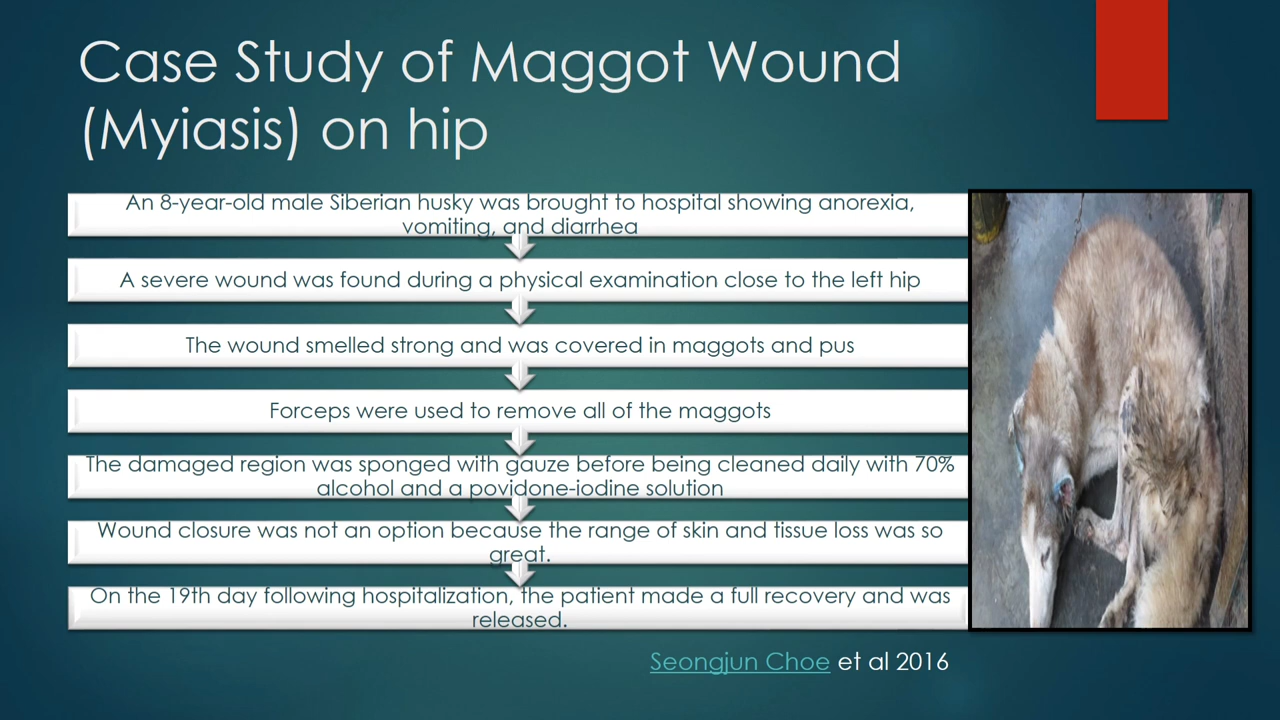 Case Study of Maggot Wound
(Myiasis) on hip
An 8-year-old male Siberian husky was brought to hospital showing anorexia,
vomiting, and diarrhea
A severe wound was found during a physical examination close to the left hip
The wound smelled strong and was covered in maggots and pus
Forceps were used to remove all of the maggots
The damaged region was sponged with gauze before being cleaned daily with 70%
alcohol and a povidone-iodine solution
Wound closure was not an option because the range of skin and tissue loss was so
great.
On the 19th day following hospitalization, the patient made a full recovery and was
released.
Seongjun Choe et al 2016